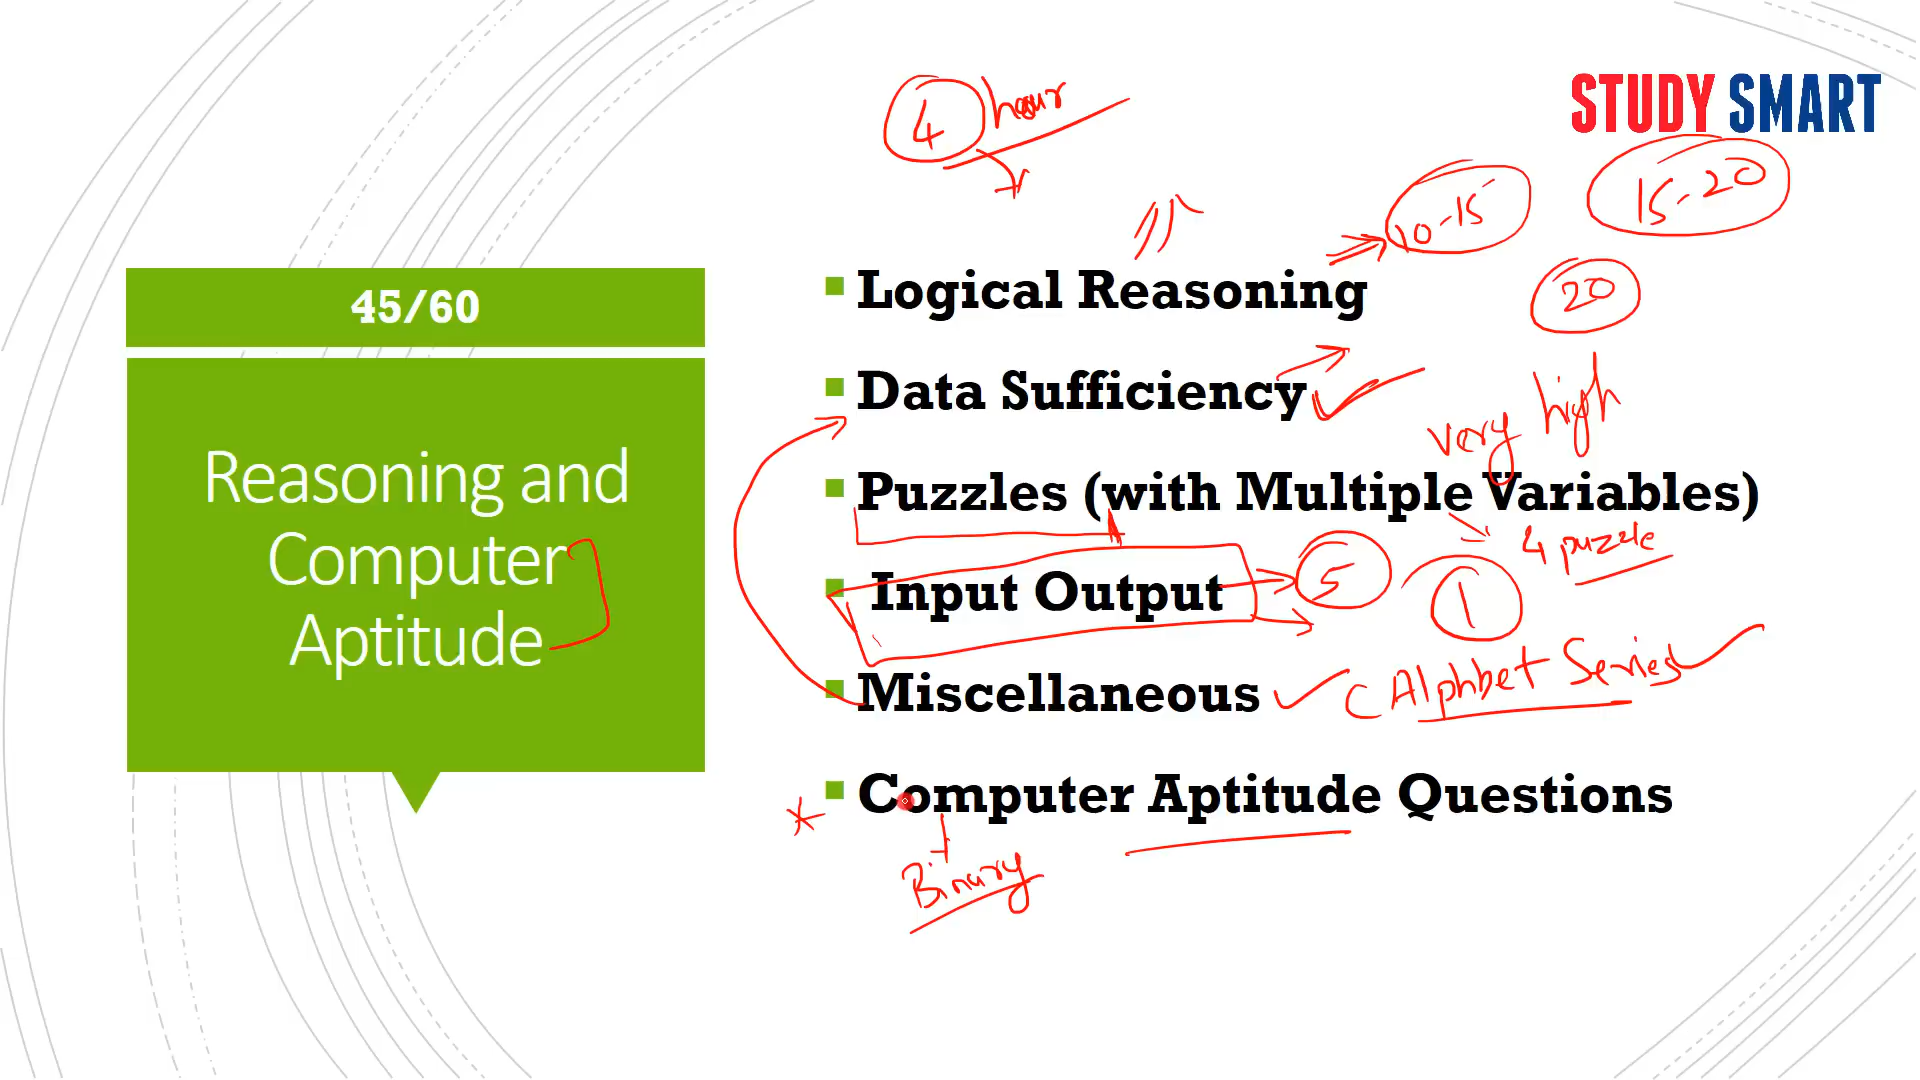 4 hour
STUDY SMART
10-15
15-20
45/60
Reasoning and
Computer
Aptitude
Logical Reasoning
20
Data Sufficiency
very high
Puzzles (with Multiple Variables)
4 puzzle
Input Output
5
1
Miscellaneous
( Alphbet Series
Computer Aptitude Questions
Binary